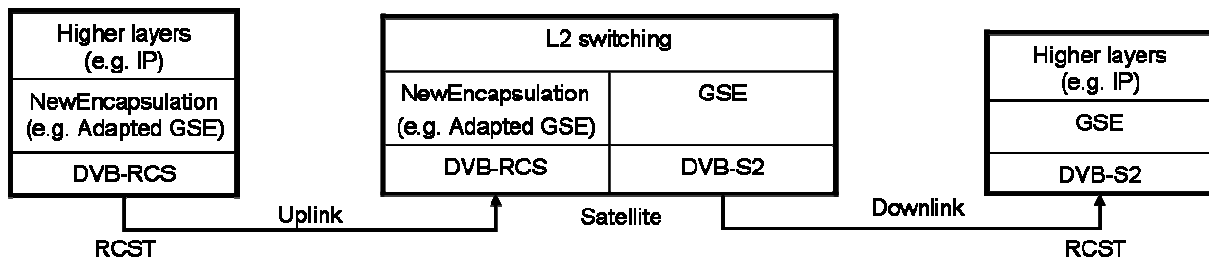 Higher layers
(e.g. IP)
NewEncapsulation
(e.g. Adapted GSE)
DVB-RCS
L2 switching
NewEncapsulation
(e.g. Adapted GSE)
GSE
DVB-RCS
DVB-S2
Higher layers
(e.g. IP)
GSE
DVB-S2
Uplink
Satellite
Downlink
RCST
RCST